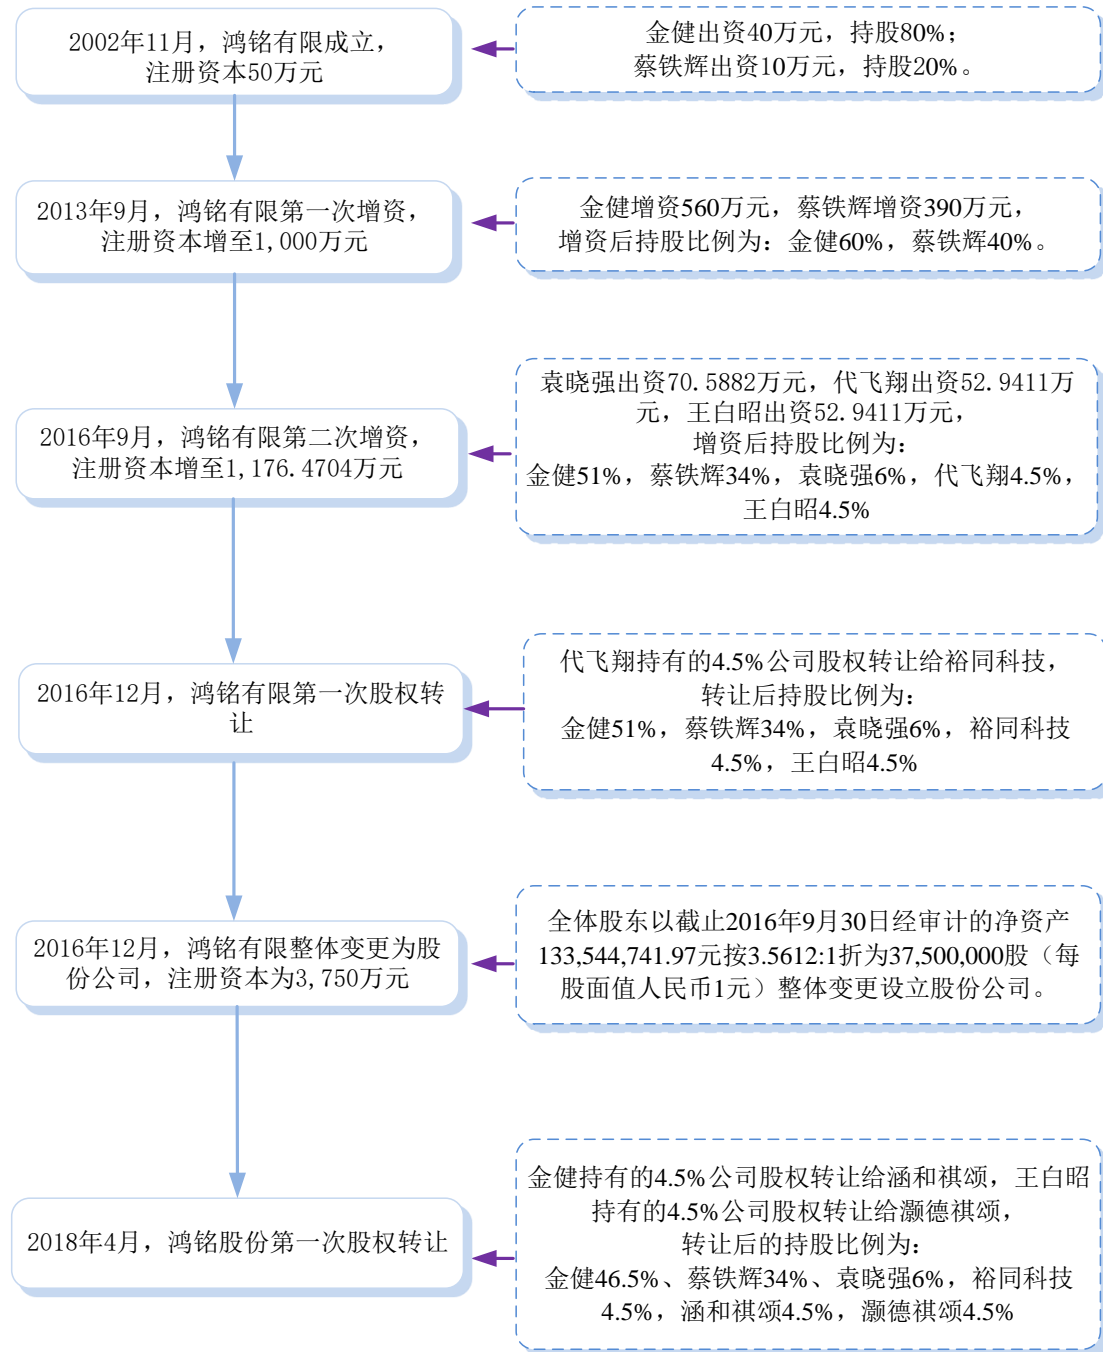 2002年11月，鸿铭有限成立，
注册资本50万元
金健出资40万元，持股80%；
蔡铁辉出资10万元，持股20%。
2013年9月，鸿铭有限第一次增资，
注册资本增至1,000万元
金健增资560万元，蔡铁辉增资390万元，
增资后持股比例为：金健60%，蔡铁辉40%。
2016年9月，鸿铭有限第二次增资，
注册资本增至1,176.4704万元
袁晓强出资70.5882万元，代飞翔出资52.9411万
元，王白昭出资52.9411万元，
增资后持股比例为：
金健51%，蔡铁辉34%，袁晓强6%，代飞翔4.5%，
王白昭4.5%
2016年12月，鸿铭有限第一次股权转
让
代飞翔持有的4.5%公司股权转让给裕同科技，
转让后持股比例为：
金健51%，蔡铁辉34%，袁晓强6%，裕同科技
4.5%，王白昭4.5%
2016年12月，鸿铭有限整体变更为股
份公司，注册资本为3,750万元
全体股东以截止2016年9月30日经审计的净资产
133,544,741.97元按3.5612:1折为37,500,000股（每
股面值人民币1元）整体变更设立股份公司。
2018年4月，鸿铭股份第一次股权转让
金健持有的4.5%公司股权转让给涵和祺颂，王白昭
持有的4.5%公司股权转让给灏德祺颂，
转让后的持股比例为：
金健46.5%、蔡铁辉34%、袁晓强6%，裕同科技
4.5%，涵和祺颂4.5%，灏德祺颂4.5%